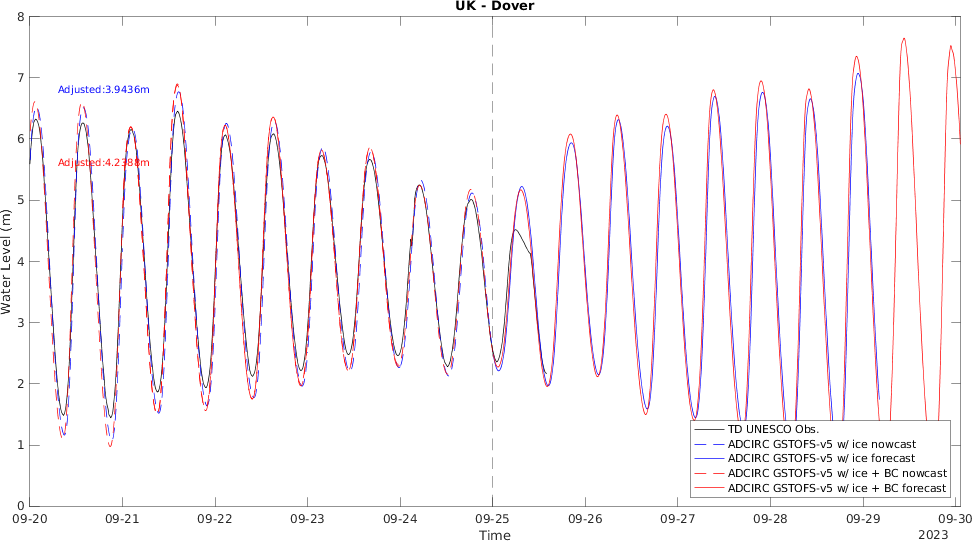 UK - Dover
8
7
6
5
4
3
2
1
0
Water Level (m)
Adjusted:3.9436m
Adjusted:4.2388m
TD UNESCO Obs.
ADCIRC GSTOFS-v5 w/ ice nowcast
ADCIRC GSTOFS-v5 w/ ice forecast
ADCIRC GSTOFS-v5 w/ ice + BC nowcast
ADCIRC GSTOFS-v5 w/ ice + BC forecast
09-20 09-21 09-22 09-23 09-24 09-25 09-26 09-27 09-28 09-29 09-30
Time
2023